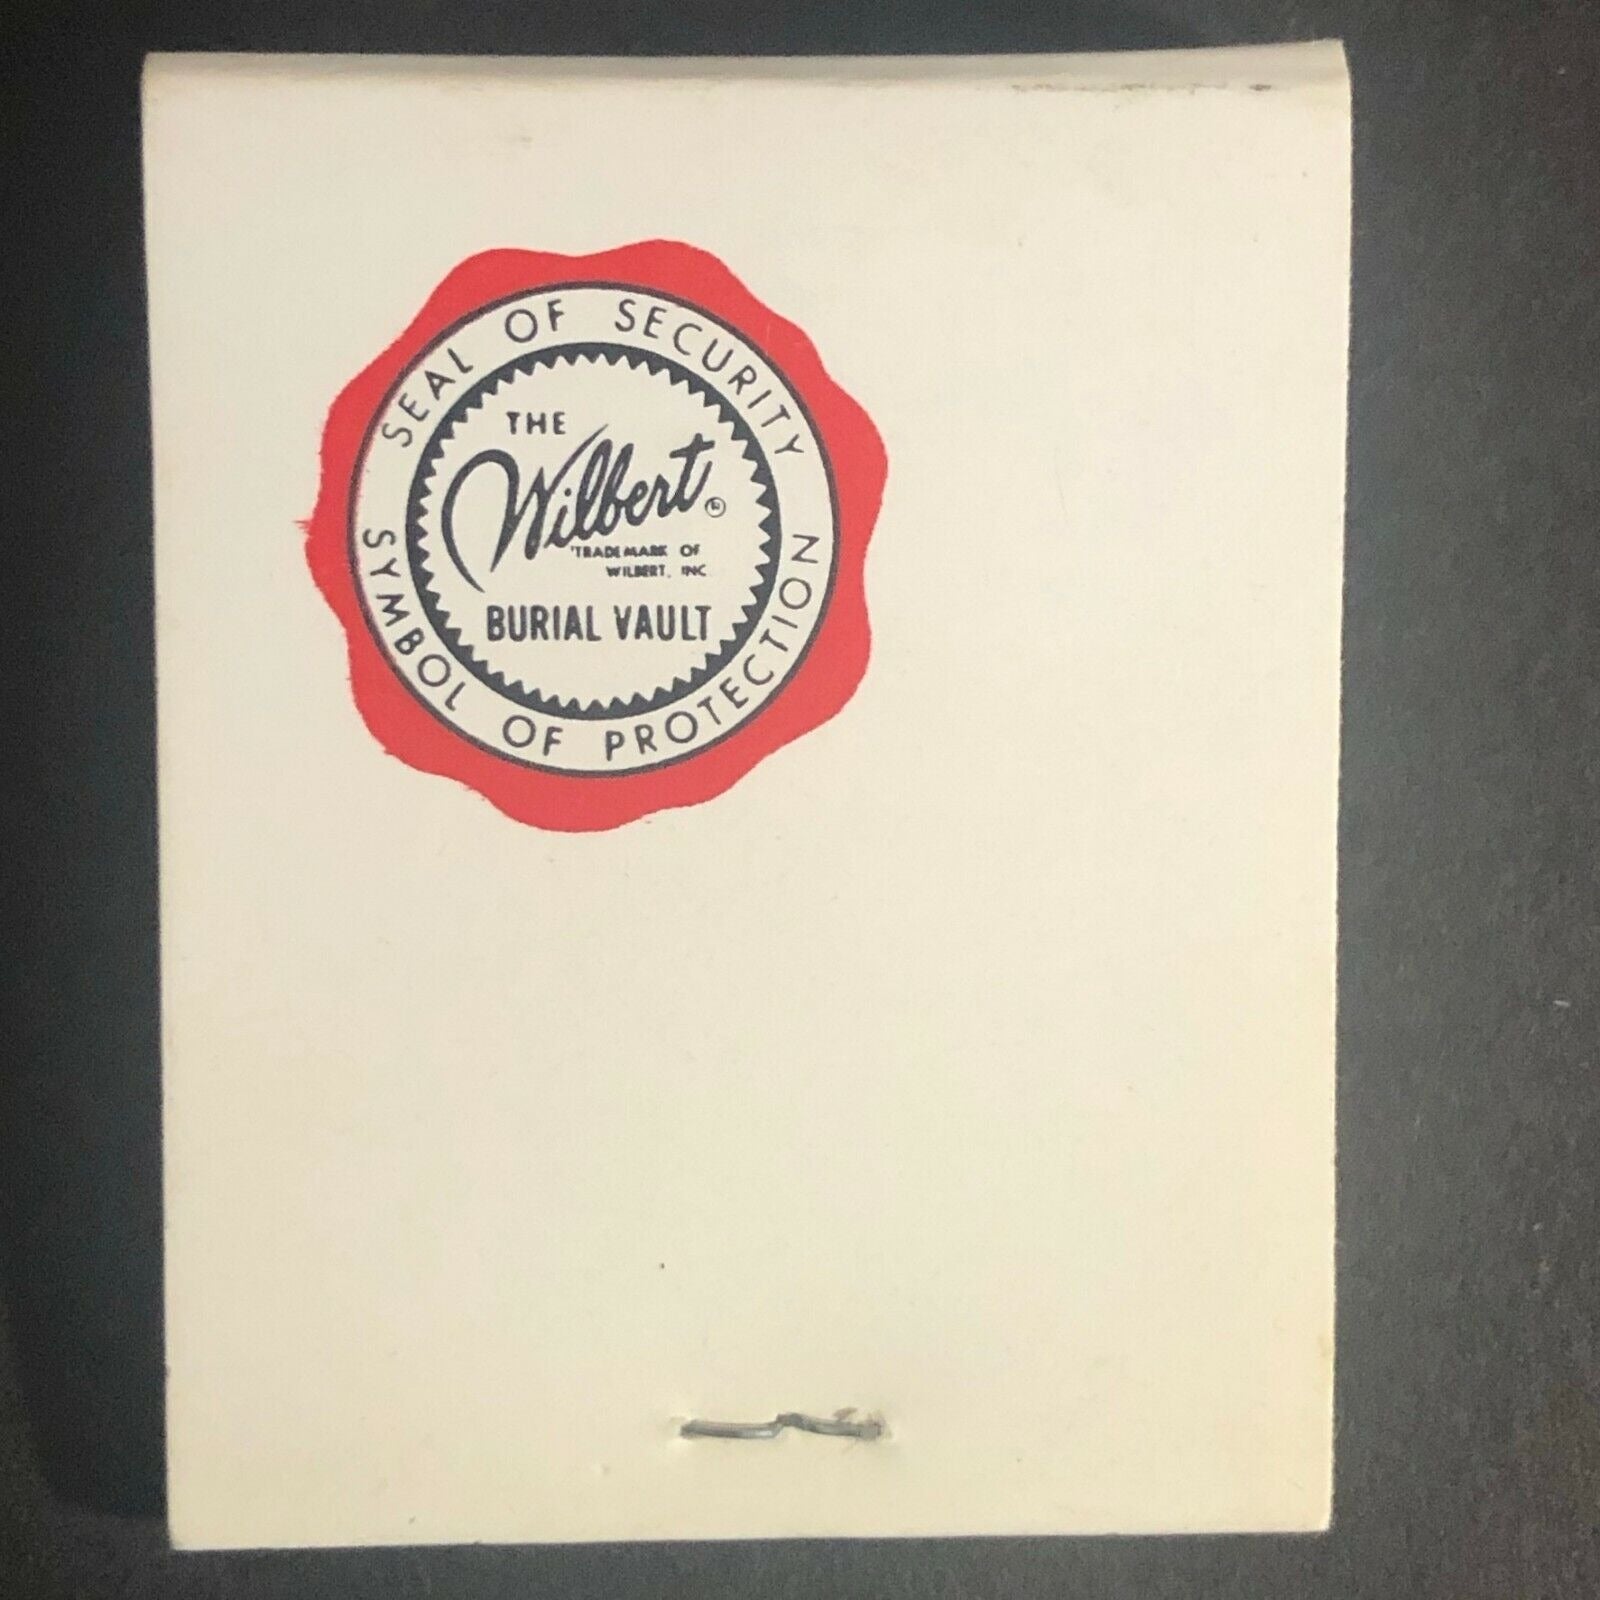 SEAL OF SECURITY
THE
Wilbert ®
TRADEMARK OF
WILBERT, INC
BURIAL VAULT
SYMBOL OF PROTECTION